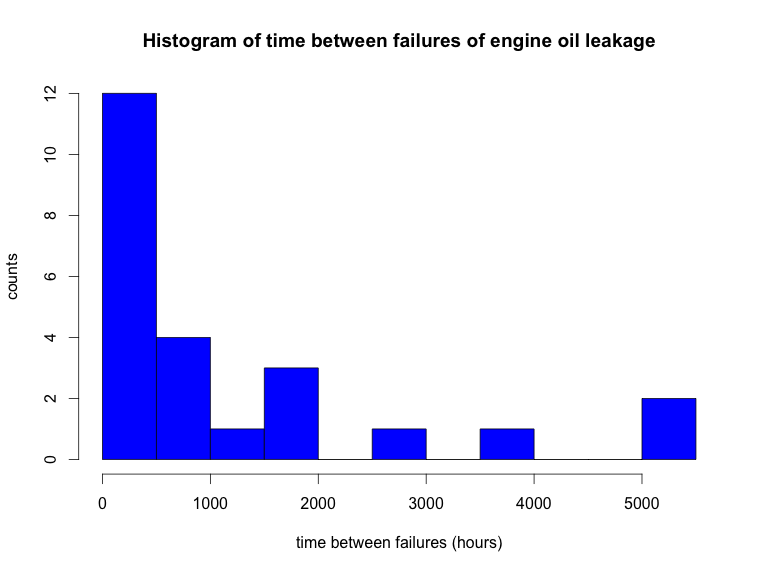 Histogram of time between failures of engine oil leakage
counts
12
10
8
6
4
2
0
0 1000 2000 3000 4000 5000
time between failures (hours)